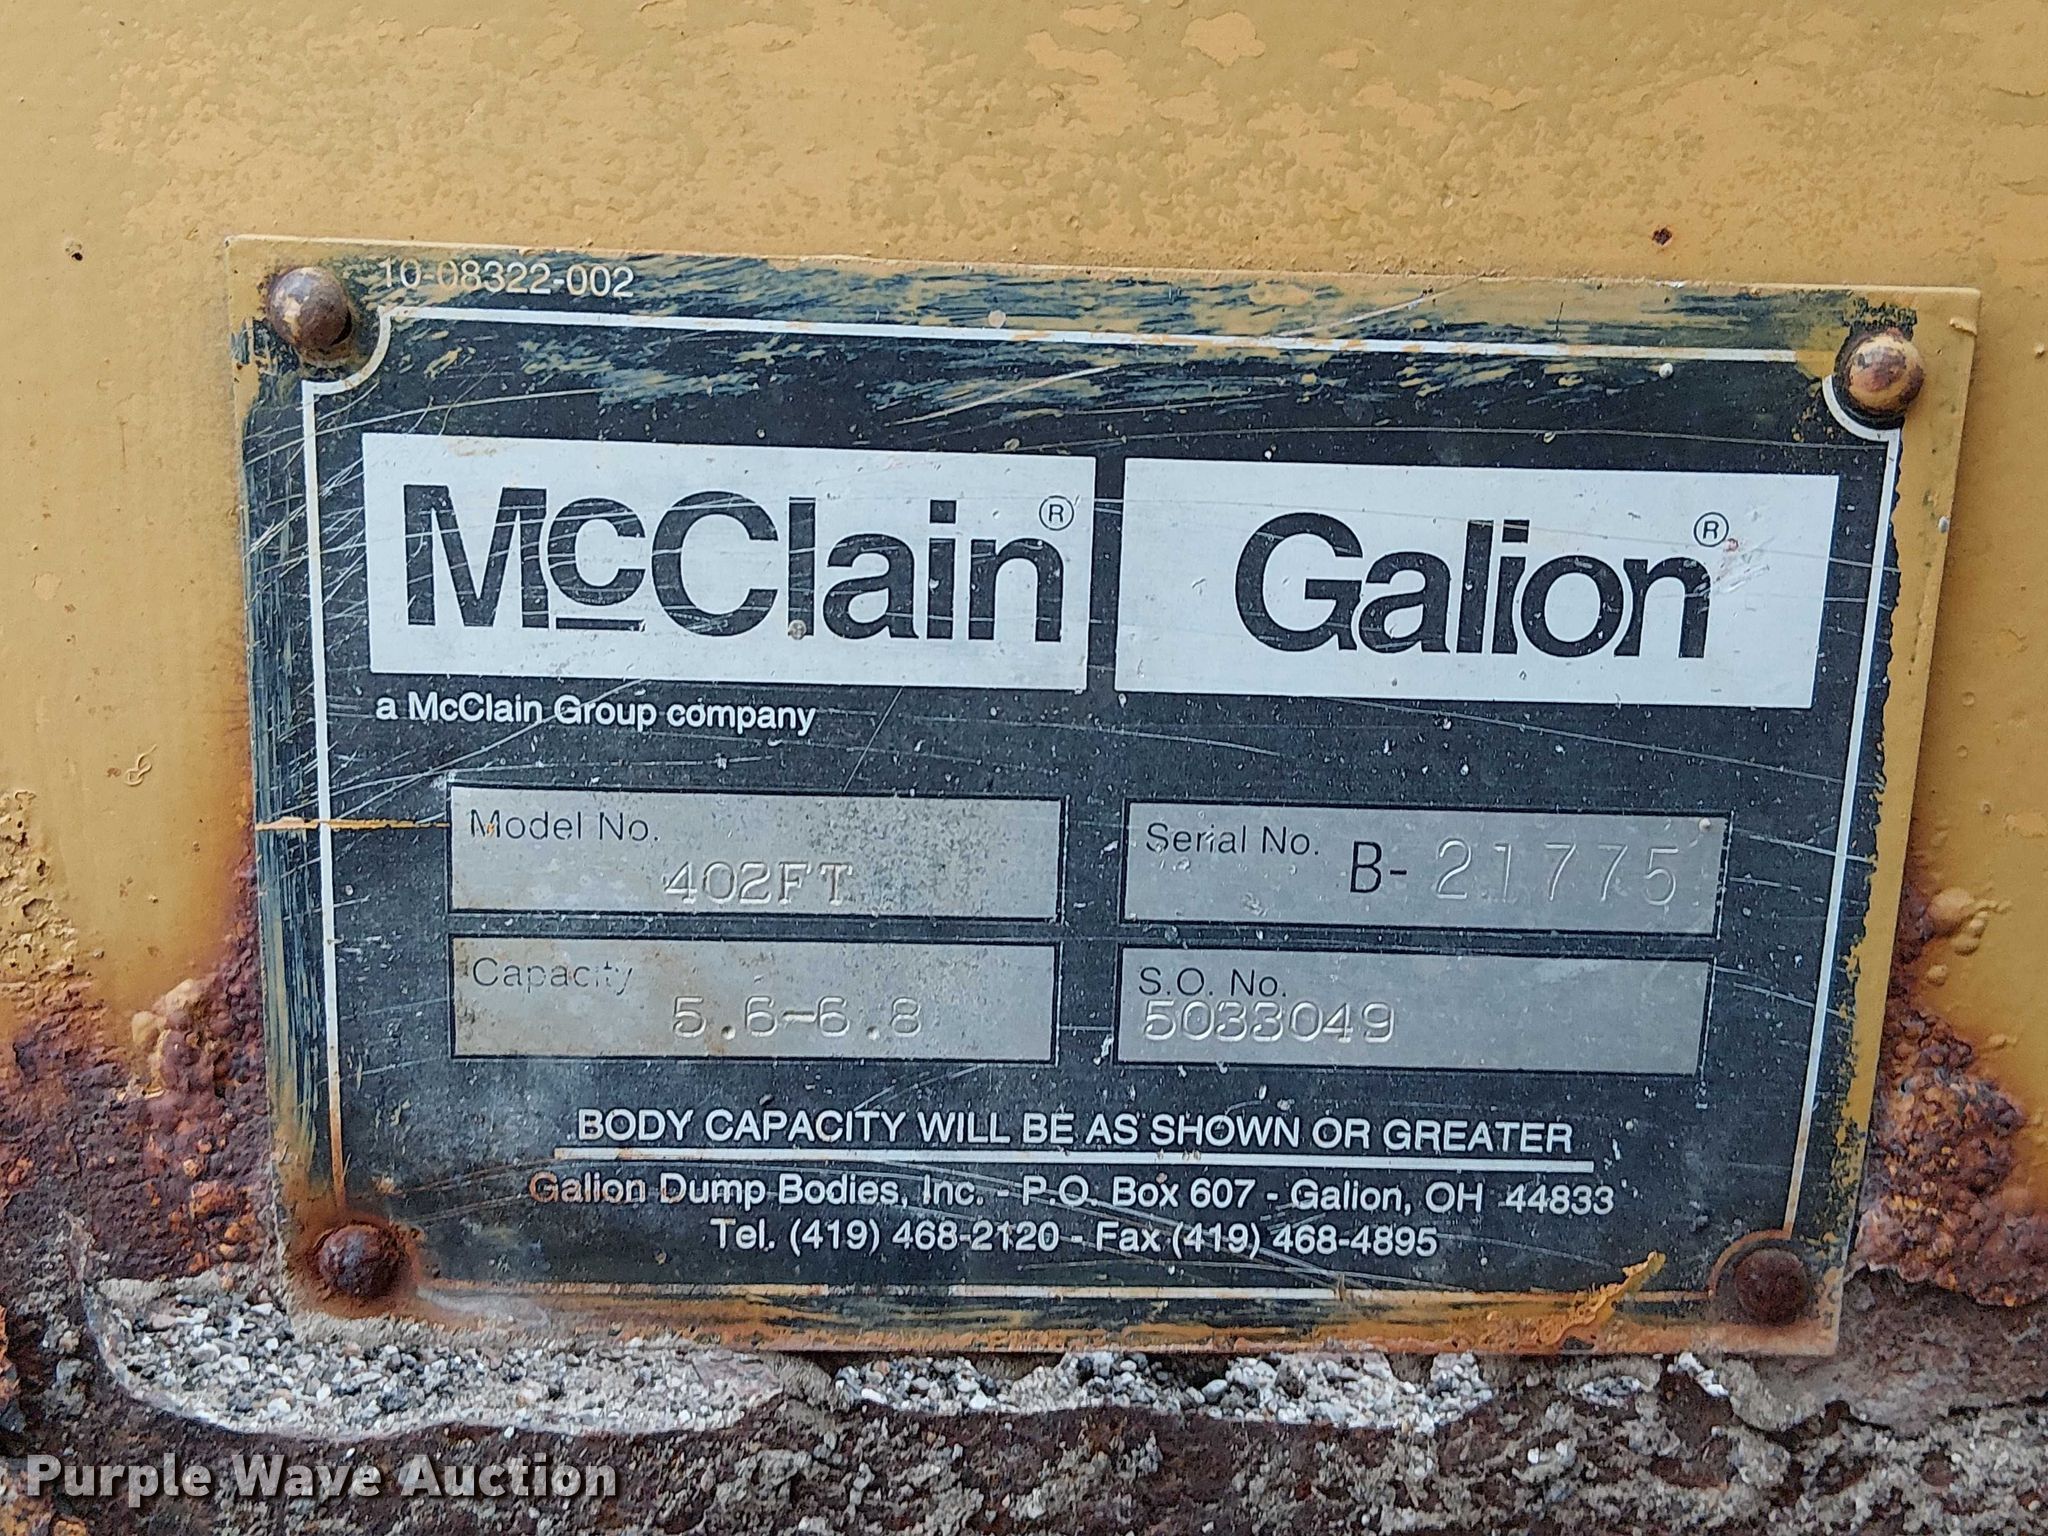 10-08322-002
McClain® Galion®
a McClain Group company
Model No. 402FT
Serial No. B-21775
Capacity 5.6-6.8
S.O. No. 5033049
BODY CAPACITY WILL BE AS SHOWN OR GREATER
Galion Dump Bodies, Inc. - P.O. Box 607 - Galion, OH 44833
Tel. (419) 468-2120 - Fax (419) 468-4895
Purple Wave Auction